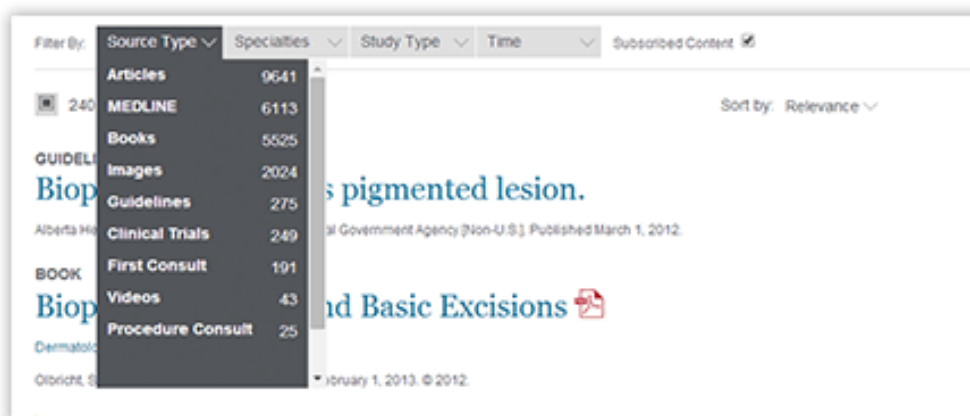 Filter By: Source Type Specialties Study Type Time Subscribed Content
Articles 9641
240 MEDLINE 6113 Sort by: Relevance
Books 5525
GUIDELI
Images 2024
Biop s pigmented lesion.
Guidelines 275
Alberta He al Government Agency [Non-U.S.]. Published March 1, 2012.
Clinical Trials 249
First Consult 191
BOOK
Videos 43
Biop nd Basic Excisions
Procedure Consult 25
Dermatolo
Olbricht, S bruary 1, 2013. © 2012.